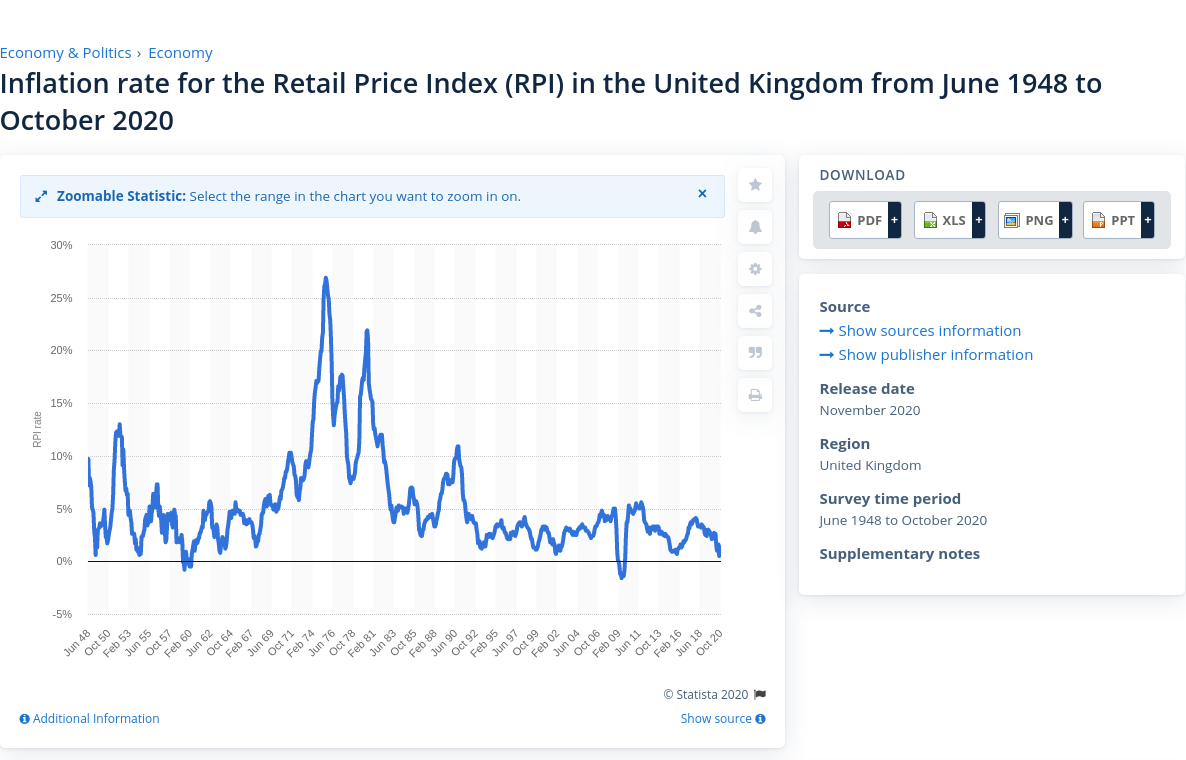 Economy & Politics › Economy
Inflation rate for the Retail Price Index (RPI) in the United Kingdom from June 1948 to
October 2020
Zoomable Statistic: Select the range in the chart you want to zoom in on.
×
30%
25%
20%
15%
10%
5%
0%
-5%
RPI rate
Jun 48
Oct 50
Feb 53
Jun 55
Oct 57
Feb 60
Jun 62
Oct 64
Feb 67
Jun 69
Oct 71
Feb 74
Jun 76
Oct 78
Feb 81
Jun 83
Oct 85
Feb 88
Jun 90
Oct 92
Feb 95
Jun 97
Oct 99
Feb 02
Jun 04
Oct 06
Feb 09
Jun 11
Oct 13
Feb 16
Jun 18
Oct 20
© Statista 2020
Additional Information
Show source
DOWNLOAD
PDF + XLS + PNG + PPT +
Source
Show sources information
Show publisher information
Release date
November 2020
Region
United Kingdom
Survey time period
June 1948 to October 2020
Supplementary notes